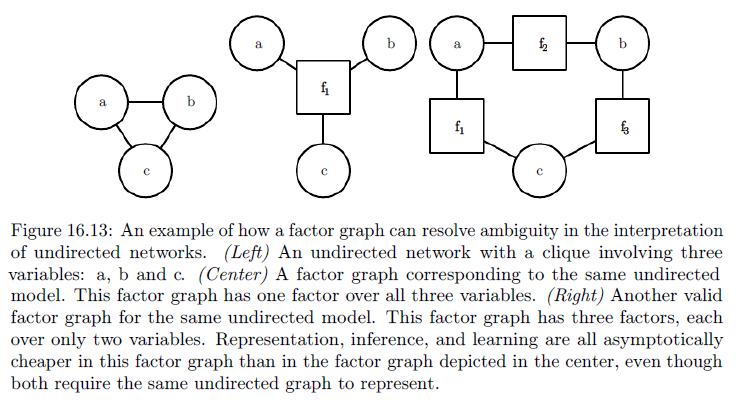 a
b
c
a
b
f₁
c
a
f₂
b
f₁
f₃
c
Figure 16.13: An example of how a factor graph can resolve ambiguity in the interpretation
of undirected networks. (Left) An undirected network with a clique involving three
variables: a, b and c. (Center) A factor graph corresponding to the same undirected
model. This factor graph has one factor over all three variables. (Right) Another valid
factor graph for the same undirected model. This factor graph has three factors, each
over only two variables. Representation, inference, and learning are all asymptotically
cheaper in this factor graph than in the factor graph depicted in the center, even though
both require the same undirected graph to represent.